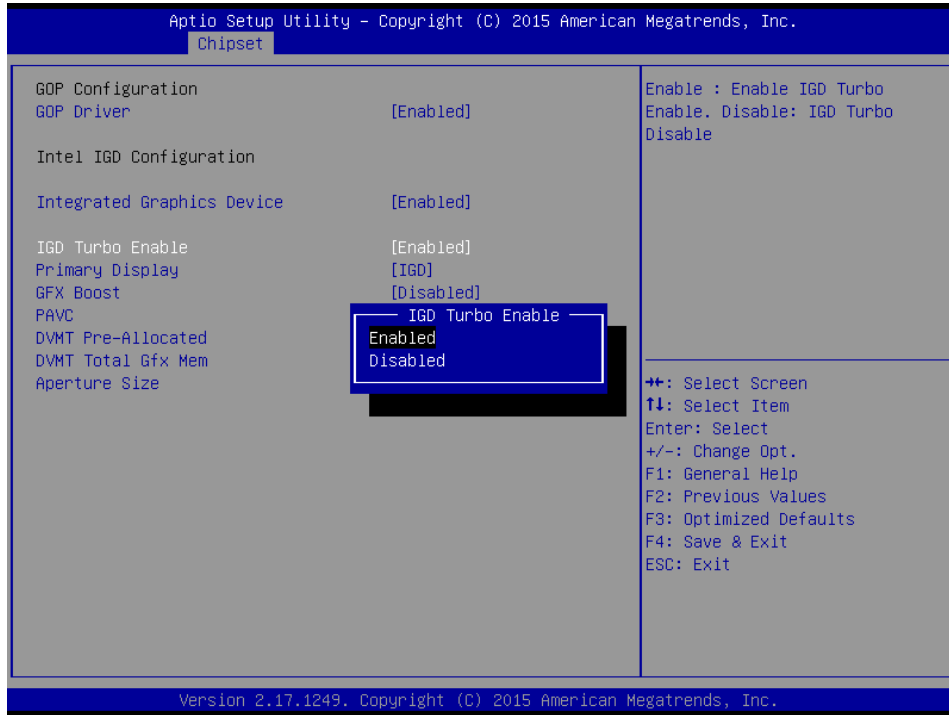 Aptio Setup Utility – Copyright (C) 2015 American Megatrends, Inc.
Chipset
GOP Configuration
GOP Driver [Enabled]
Intel IGD Configuration
Integrated Graphics Device [Enabled]
IGD Turbo Enable [Enabled]
Primary Display [IGD]
GFX Boost [Disabled]
PAVC
DVMT Pre-Allocated
DVMT Total Gfx Mem
Aperture Size
IGD Turbo Enable
Enabled
Disabled
Enable : Enable IGD Turbo
Enable. Disable: IGD Turbo
Disable
→←: Select Screen
↑↓: Select Item
Enter: Select
+/-: Change Opt.
F1: General Help
F2: Previous Values
F3: Optimized Defaults
F4: Save & Exit
ESC: Exit
Version 2.17.1249. Copyright (C) 2015 American Megatrends, Inc.